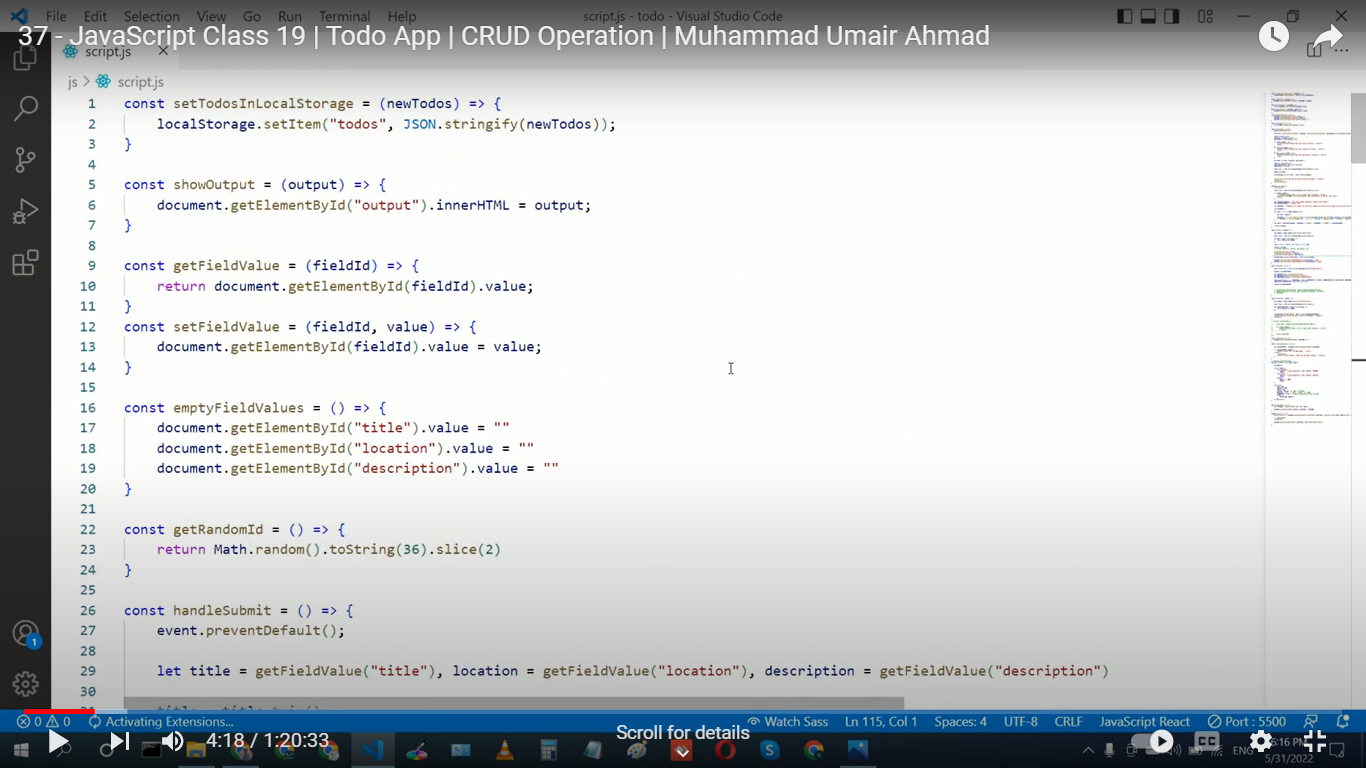 File Edit Selection View Go Run Terminal Help script.js - todo - Visual Studio Code
37 - JavaScript Class 19 | Todo App | CRUD Operation | Muhammad Umair Ahmad
script.js
js > script.js
1 const setTodosInLocalStorage = (newTodos) => {
2 localStorage.setItem("todos", JSON.stringify(newTodos));
3 }
4
5 const showOutput = (output) => {
6 document.getElementById("output").innerHTML = output;
7 }
8
9 const getFieldValue = (fieldId) => {
10 return document.getElementById(fieldId).value;
11 }
12 const setFieldValue = (fieldId, value) => {
13 document.getElementById(fieldId).value = value;
14 }
15
16 const emptyFieldValues = () => {
17 document.getElementById("title").value = ""
18 document.getElementById("location").value = ""
19 document.getElementById("description").value = ""
20 }
21
22 const getRandomId = () => {
23 return Math.random().toString(36).slice(2)
24 }
25
26 const handleSubmit = () => {
27 event.preventDefault();
28
29 let title = getFieldValue("title"), location = getFieldValue("location"), description = getFieldValue("description")
30
title = title.trim();
0 0 Activating Extensions... Watch Sass Ln 115, Col 1 Spaces: 4 UTF-8 CRLF JavaScript React Port : 5500
1
Scroll for details
4:18 / 1:20:33
CC
ENG
6:16 PM
5/31/2022